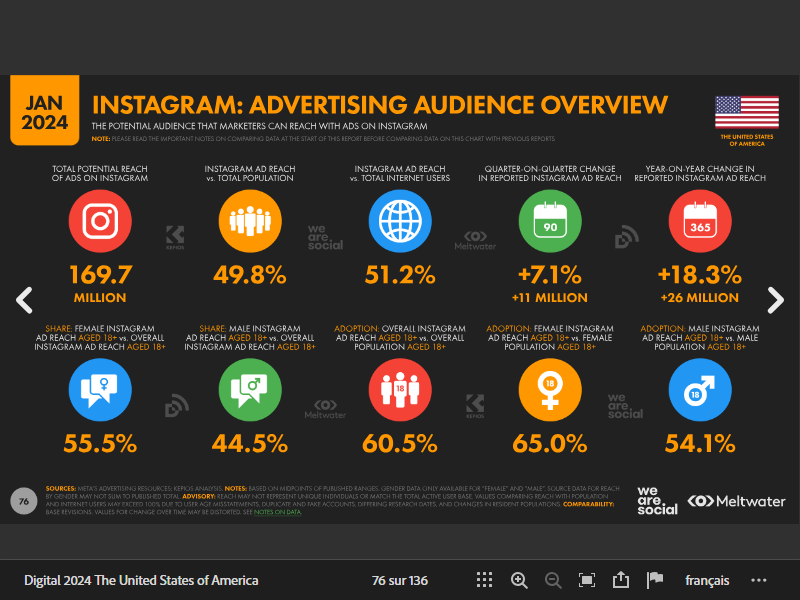 JAN
2024
INSTAGRAM: ADVERTISING AUDIENCE OVERVIEW
THE POTENTIAL AUDIENCE THAT MARKETERS CAN REACH WITH ADS ON INSTAGRAM
NOTE: PLEASE READ THE IMPORTANT NOTES ON COMPARING DATA AT THE START OF THIS REPORT BEFORE COMPARING DATA ON THIS CHART WITH PREVIOUS REPORTS
THE UNITED STATES
OF AMERICA
TOTAL POTENTIAL REACH
OF ADS ON INSTAGRAM
169.7
MILLION
INSTAGRAM AD REACH
vs. TOTAL POPULATION
49.8%
INSTAGRAM AD REACH
vs. TOTAL INTERNET USERS
51.2%
QUARTER-ON-QUARTER CHANGE
IN REPORTED INSTAGRAM AD REACH
90
+7.1%
+11 MILLION
YEAR-ON-YEAR CHANGE IN
REPORTED INSTAGRAM AD REACH
365
+18.3%
+26 MILLION
KEPIOS
we
are.
social
Meltwater
SHARE: FEMALE INSTAGRAM
AD REACH AGED 18+ vs. OVERALL
INSTAGRAM AD REACH AGED 18+
55.5%
SHARE: MALE INSTAGRAM
AD REACH AGED 18+ vs. OVERALL
INSTAGRAM AD REACH AGED 18+
44.5%
ADOPTION: OVERALL INSTAGRAM
AD REACH AGED 18+ vs. OVERALL
POPULATION AGED 18+
18
60.5%
ADOPTION: FEMALE INSTAGRAM
AD REACH AGED 18+ vs. FEMALE
POPULATION AGED 18+
18
65.0%
ADOPTION: MALE INSTAGRAM
AD REACH AGED 18+ vs. MALE
POPULATION AGED 18+
18
54.1%
Meltwater
KEPIOS
we
are.
social
76
SOURCES: META'S ADVERTISING RESOURCES; KEPIOS ANALYSIS. NOTES: BASED ON MIDPOINTS OF PUBLISHED RANGES. GENDER DATA ONLY AVAILABLE FOR "FEMALE" AND "MALE". SOURCE DATA FOR REACH
BY GENDER MAY NOT SUM TO PUBLISHED TOTAL. ADVISORY: REACH MAY NOT REPRESENT UNIQUE INDIVIDUALS OR MATCH THE TOTAL ACTIVE USER BASE. VALUES COMPARING REACH WITH POPULATION
AND INTERNET USERS MAY EXCEED 100% DUE TO USER AGE MISSTATEMENTS, DUPLICATE AND FAKE ACCOUNTS, DIFFERING RESEARCH DATES, AND CHANGES IN RESIDENT POPULATIONS. COMPARABILITY:
BASE REVISIONS. VALUES FOR CHANGE OVER TIME MAY BE DISTORTED. SEE NOTES ON DATA.
we
are.
social
Meltwater
Digital 2024 The United States of America
76 sur 136
français